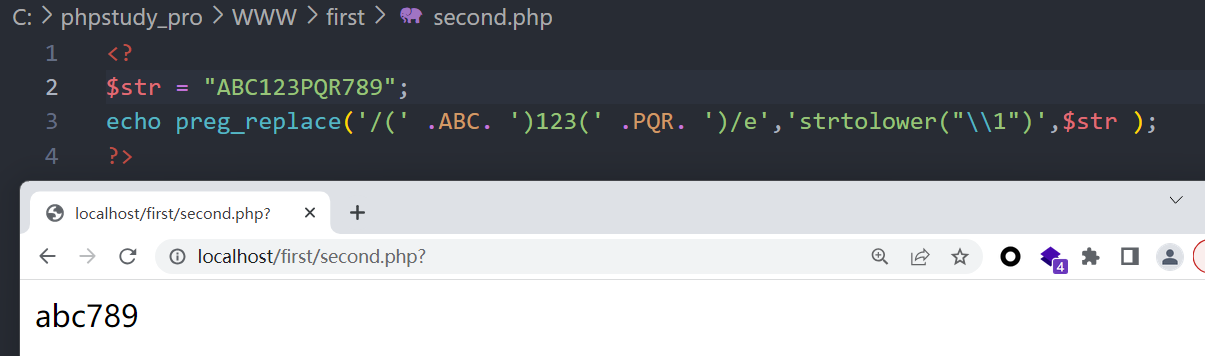 C: > phpstudy_pro > WWW > first > second.php
1 <?
2 $str = "ABC123PQR789";
3 echo preg_replace('/(' .ABC. ')123(' .PQR. ')/e','strtolower("\\1")',$str );
4 ?>
localhost/first/second.php?
localhost/first/second.php?
4
abc789